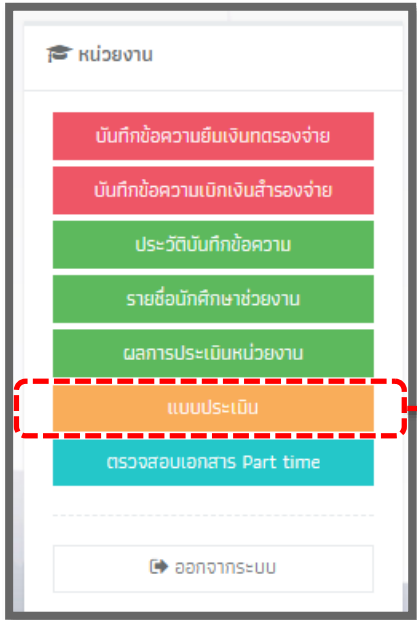 หน่วยงาน
บันทึกข้อความยืมเงินทดรองจ่าย
บันทึกข้อความเบิกเงินสำรองจ่าย
ประวัติบันทึกข้อความ
รายชื่อนักศึกษาช่วยงาน
ผลการประเมินหน่วยงาน
แบบประเมิน
ตรวจสอบเอกสาร Part time
ออกจากระบบ